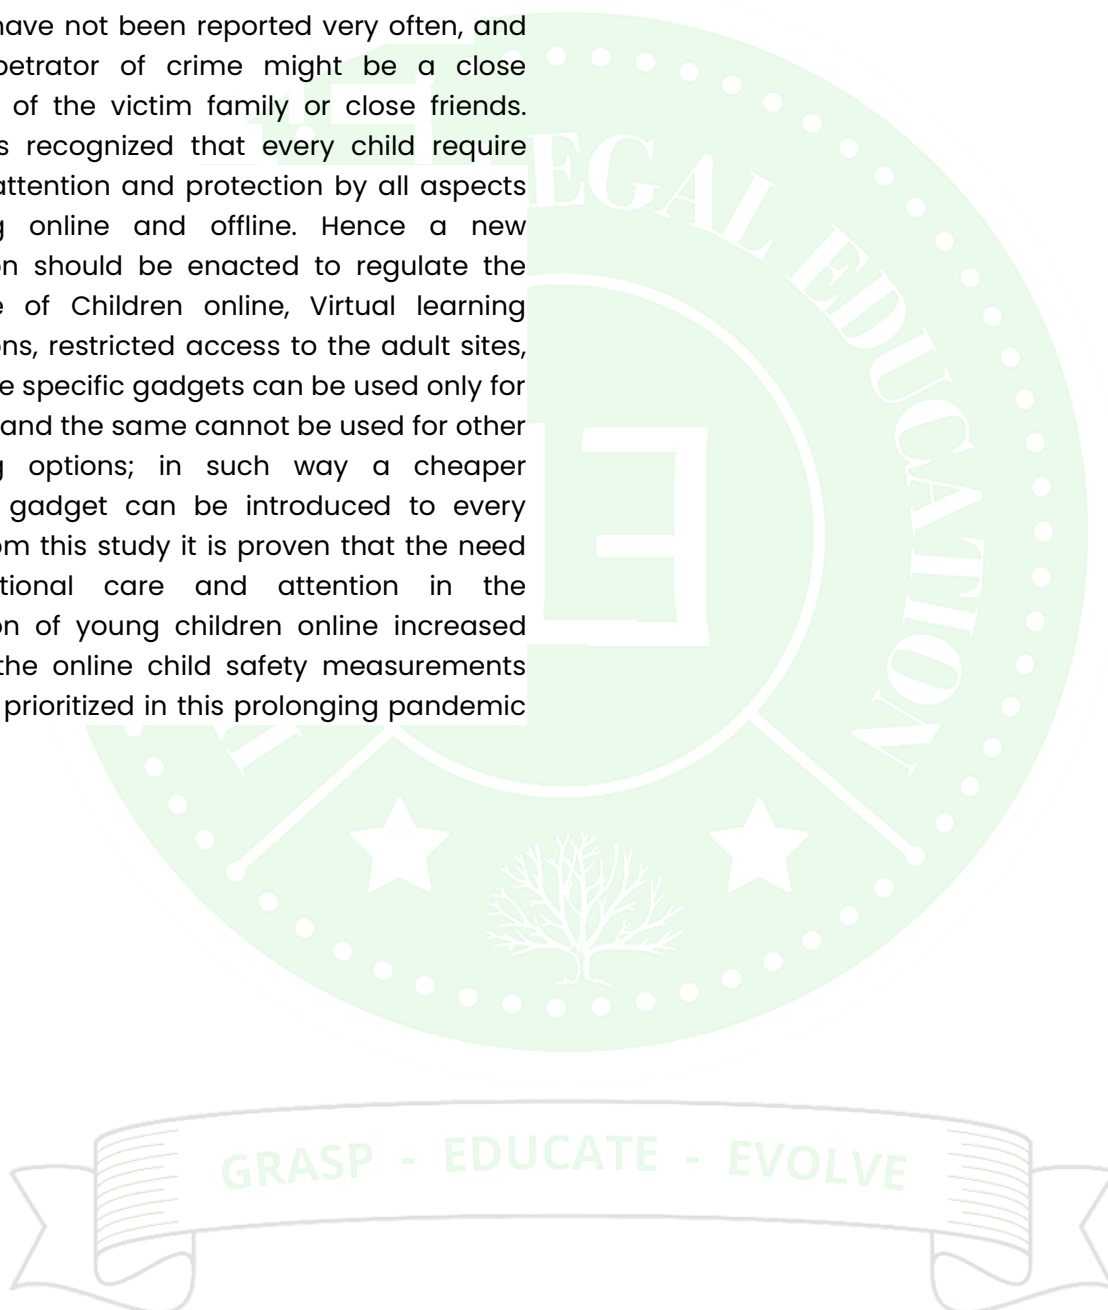 have not been reported very often, and
petrator of crime might be a close
of the victim family or close friends.
s recognized that every child require
attention and protection by all aspects
g online and offline. Hence a new
on should be enacted to regulate the
e of Children online, Virtual learning
ons, restricted access to the adult sites,
e specific gadgets can be used only for
and the same cannot be used for other
g options; in such way a cheaper
gadget can be introduced to every
om this study it is proven that the need
tional care and attention in the
on of young children online increased
the online child safety measurements
prioritized in this prolonging pandemic
EGAL EDUCATION
E
GRASP - EDUCATE - EVOLVE